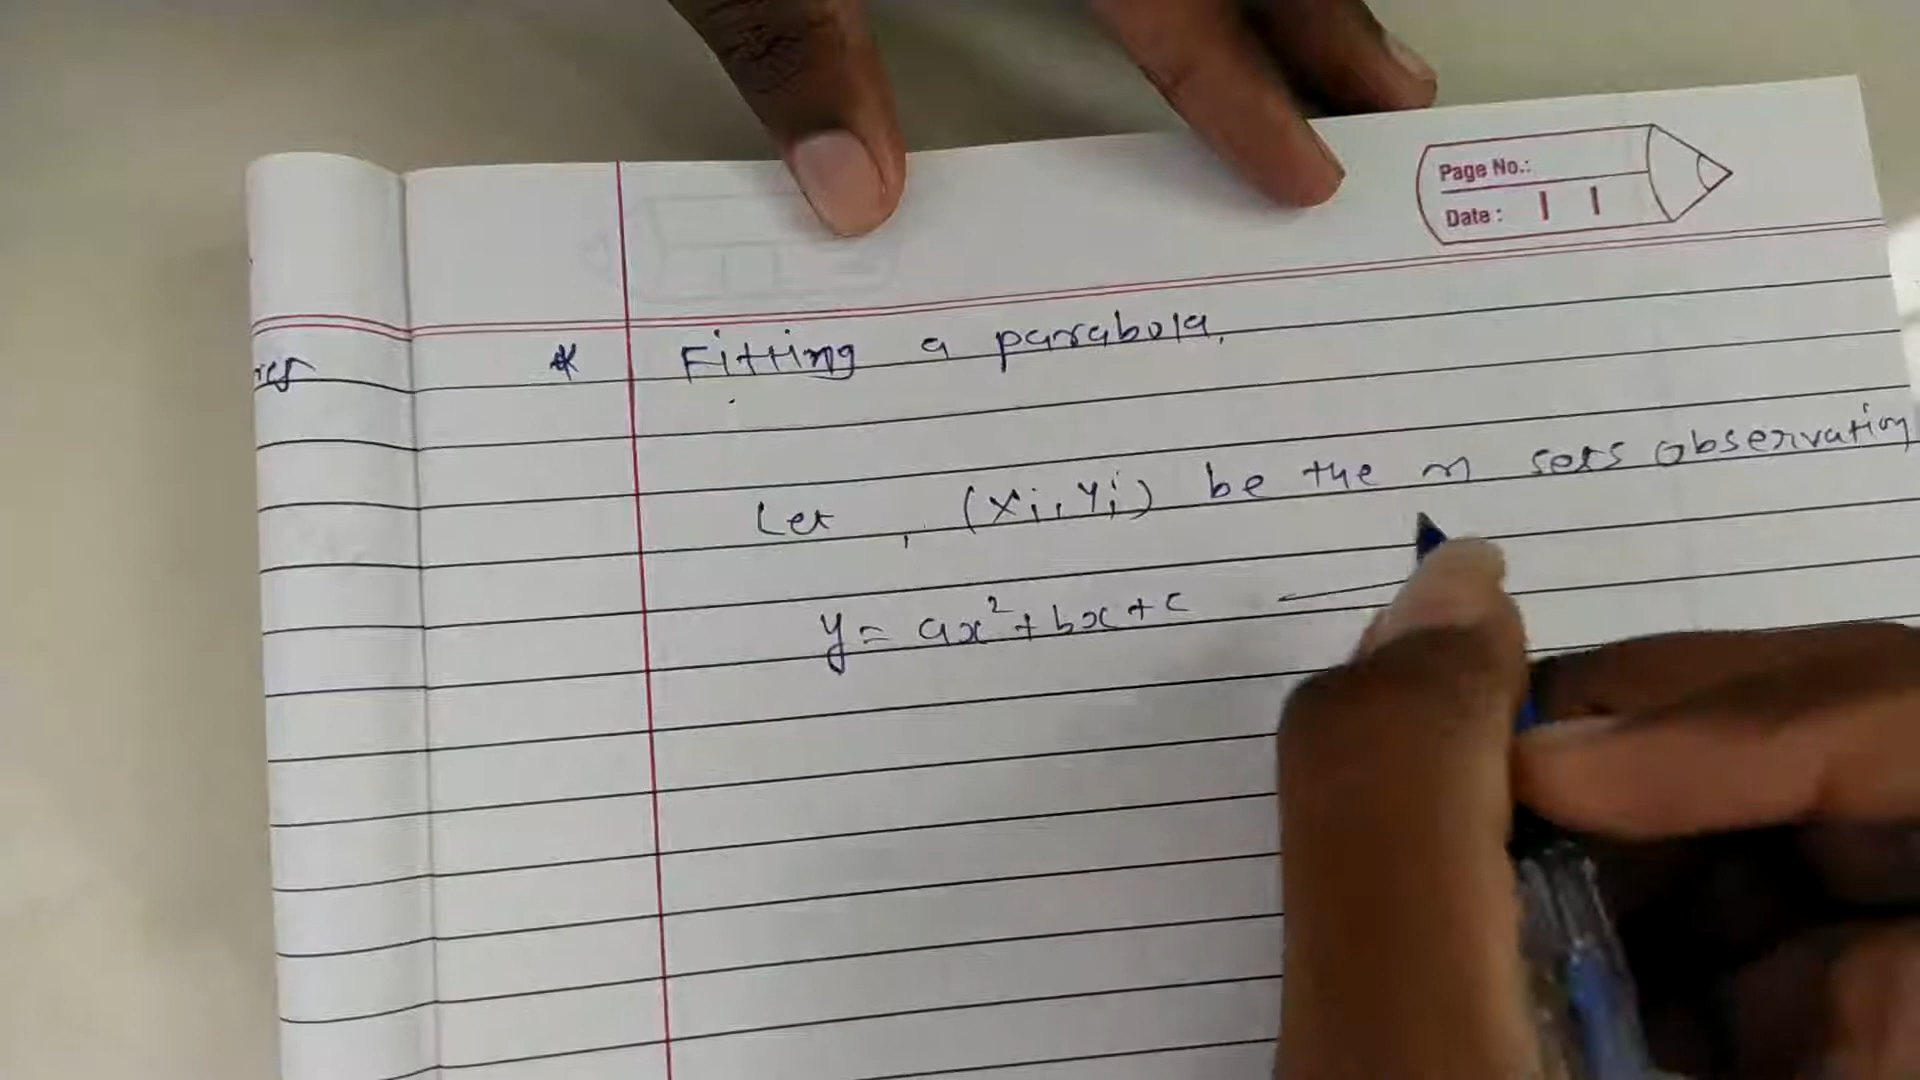 Page No.:
Date :
* Fitting a parabola.
Let, (xi, yi) be the n sets observation
y = ax² + bx + c